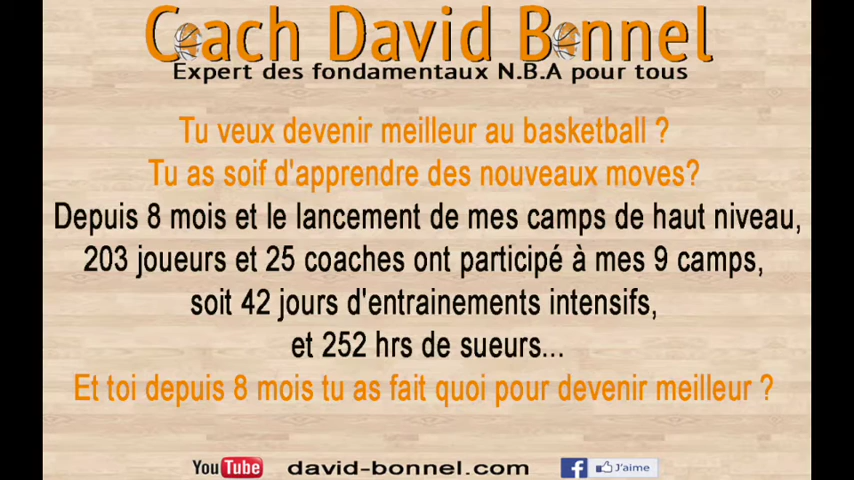 Coach David Bonnel
Expert des fondamentaux N.B.A pour tous
Tu veux devenir meilleur au basketball ?
Tu as soif d'apprendre des nouveaux moves?
Depuis 8 mois et le lancement de mes camps de haut niveau,
203 joueurs et 25 coaches ont participé à mes 9 camps,
soit 42 jours d'entrainements intensifs,
et 252 hrs de sueurs...
Et toi depuis 8 mois tu as fait quoi pour devenir meilleur ?
YouTube david-bonnel.com f J'aime